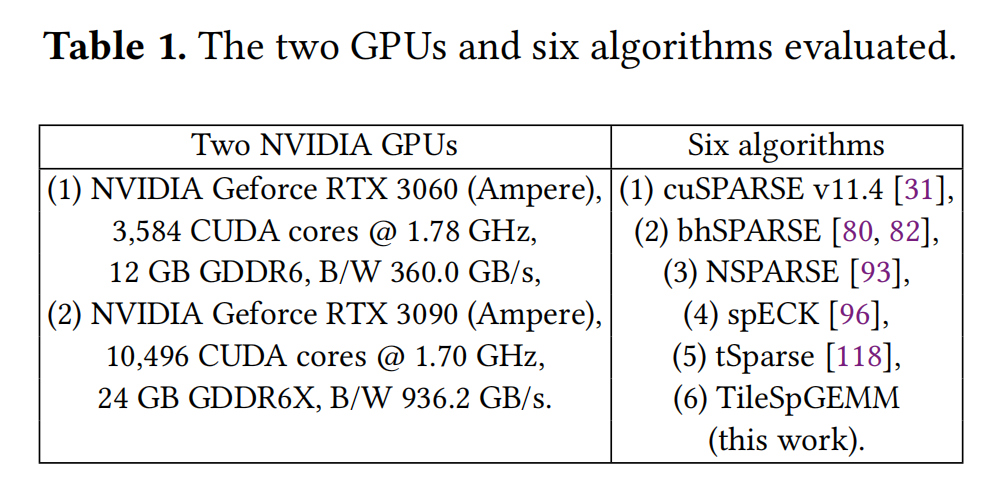 Table 1. The two GPUs and six algorithms evaluated.
Two NVIDIA GPUs
(1) NVIDIA Geforce RTX 3060 (Ampere),
3,584 CUDA cores @ 1.78 GHz,
12 GB GDDR6, B/W 360.0 GB/s,
(2) NVIDIA Geforce RTX 3090 (Ampere),
10,496 CUDA cores @ 1.70 GHz,
24 GB GDDR6X, B/W 936.2 GB/s.
Six algorithms
(1) cuSPARSE v11.4 [31],
(2) bhSPARSE [80, 82],
(3) NSPARSE [93],
(4) spECK [96],
(5) tSparse [118],
(6) TileSpGEMM
(this work).